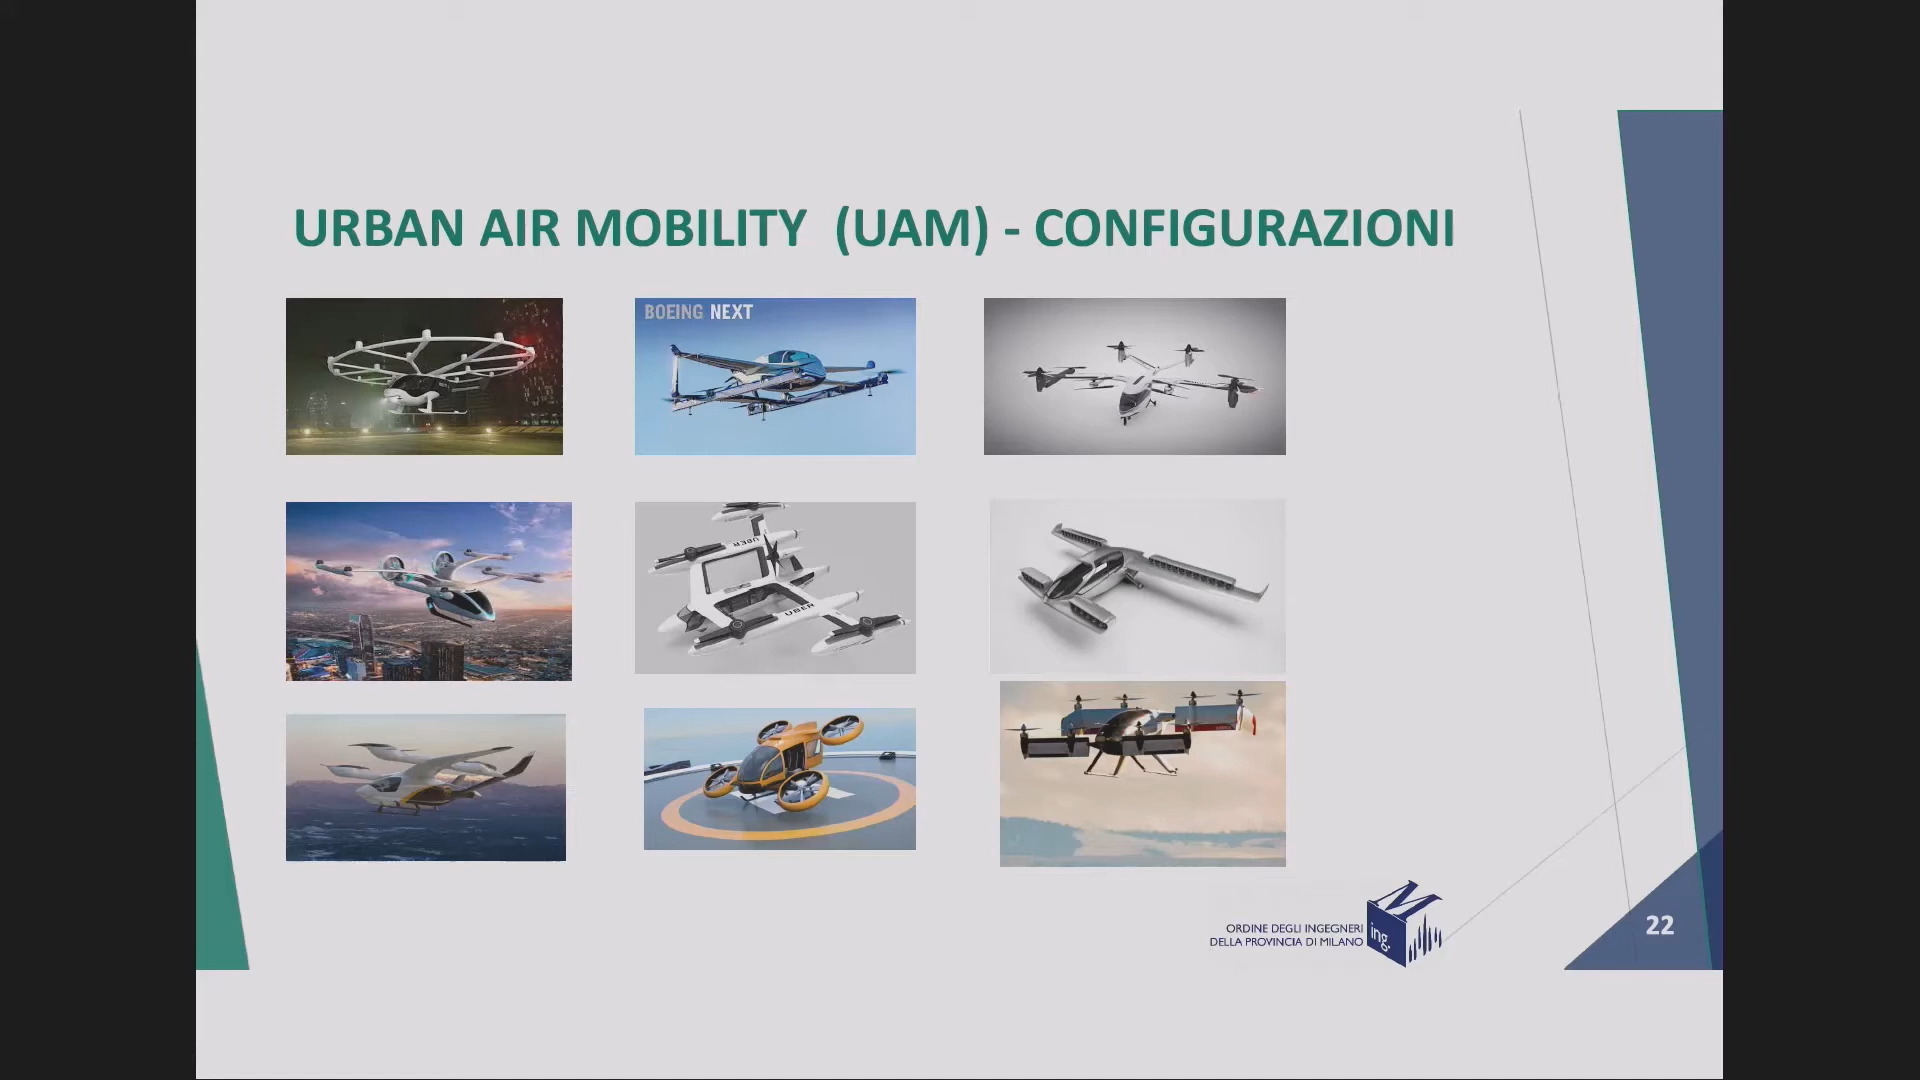 URBAN AIR MOBILITY (UAM) - CONFIGURAZIONI
BOEING NEXT
UBER
UBER
ORDINE DEGLI INGEGNERI
DELLA PROVINCIA DI MILANO
ing.
22